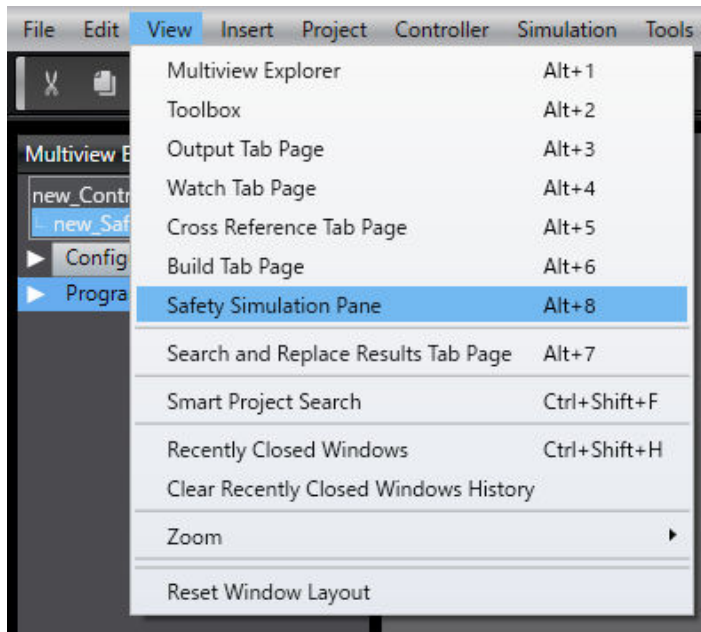 File Edit View Insert Project Controller Simulation Tools
Multiview Explorer Alt+1
Toolbox Alt+2
Output Tab Page Alt+3
Multiview E
Watch Tab Page Alt+4
new_Contr
Cross Reference Tab Page Alt+5
new_Saf
Build Tab Page Alt+6
Config
Safety Simulation Pane Alt+8
Progra
Search and Replace Results Tab Page Alt+7
Smart Project Search Ctrl+Shift+F
Recently Closed Windows Ctrl+Shift+H
Clear Recently Closed Windows History
Zoom
Reset Window Layout